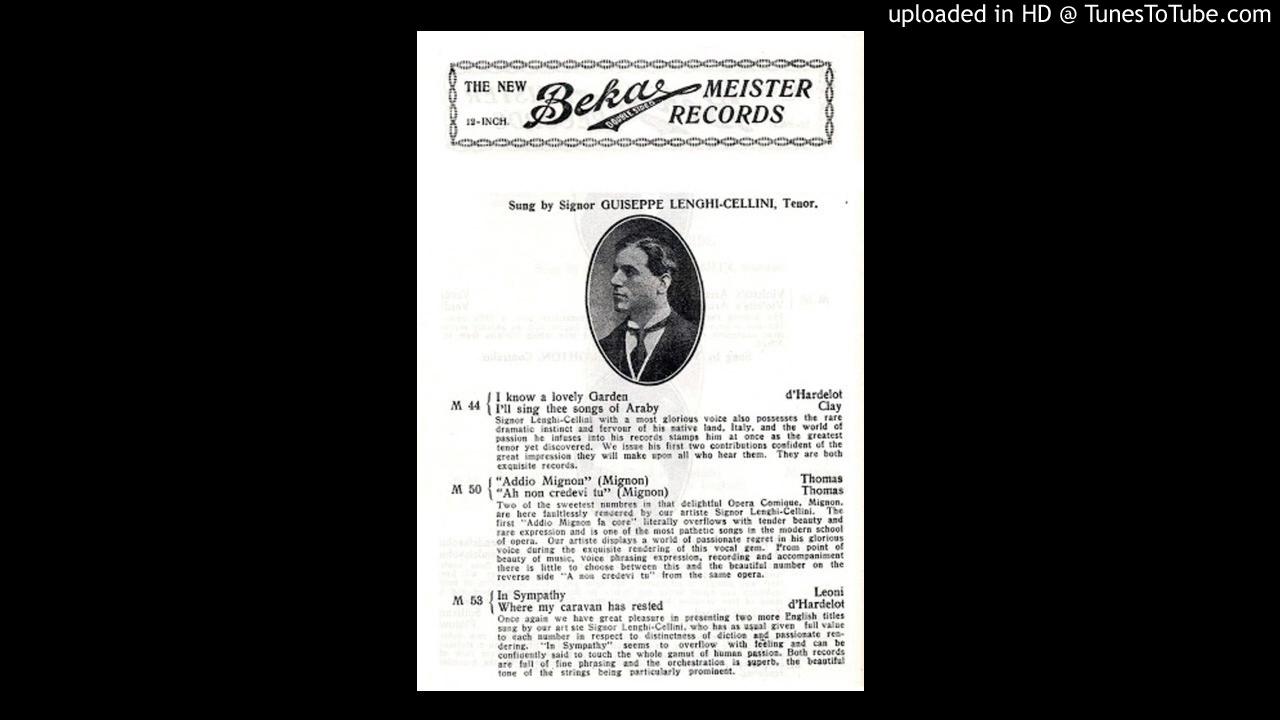 uploaded in HD @ TunesToTube.com
THE NEW Beka MEISTER
12-INCH. DOUBLE SIDED RECORDS
Sung by Signor GUISEPPE LENGHI-CELLINI, Tenor.
M 44 { I know a lovely Garden d'Hardelot
I'll sing thee songs of Araby Clay
Signor Lenghi-Cellini with a most glorious voice also possesses the rare
dramatic instinct and fervour of his native land, Italy, and the world of
passion he infuses into his records stamps him at once as the greatest
tenor yet discovered. We issue his first two contributions confident of the
great impression they will make upon all who hear them. They are both
exquisite records.
M 50 { "Addio Mignon" (Mignon) Thomas
"Ah non credevi tu" (Mignon) Thomas
Two of the sweetest numbres in that delightful Opera Comique, Mignon,
are here faultlessly rendered by our artiste Signor Lenghi-Cellini. The
first "Addio Mignon fa core" literally overflows with tender beauty and
rare expression and is one of the most pathetic songs in the modern school
of opera. Our artiste displays a world of passionate regret in his glorious
voice during the exquisite rendering of this vocal gem. From point of
beauty of music, voice phrasing expression, recording and accompaniment
there is little to choose between this and the beautiful number on the
reverse side "A non credevi tu" from the same opera.
M 53 { In Sympathy Leoni
Where my caravan has rested d'Hardelot
Once again we have great pleasure in presenting two more English titles
sung by our art ste Signor Lenghi-Cellini, who has as usual given full value
to each number in respect to distinctness of diction and passionate ren-
dering. "In Sympathy" seems to overflow with feeling and can be
confidently said to touch the whole gamut of human passion. Both records
are full of fine phrasing and the orchestration is superb, the beautiful
tone of the strings being particularly prominent.